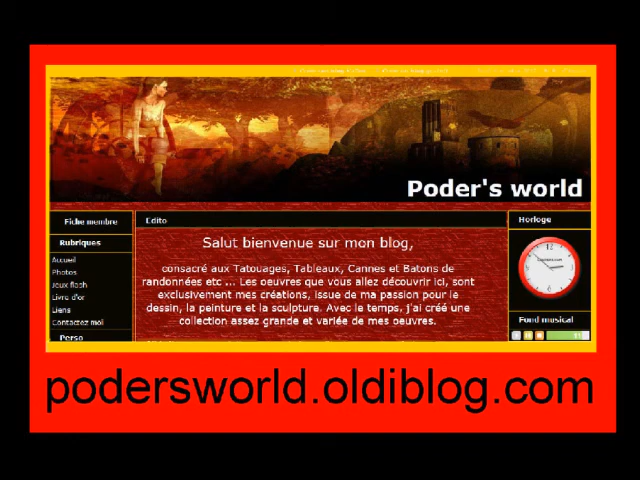 Poder's world
Fiche membre
Edito
Horloge
Rubriques
Salut bienvenue sur mon blog,
Accueil
Photos
Jeux flash
Livre d'or
Liens
Contactez moi
consacré aux Tatouages, Tableaux, Cannes et Batons de
randonnées etc ... Les oeuvres que vous allez découvrir ici, sont
exclusivement mes créations, issue de ma passion pour le
dessin, la peinture et la sculpture. Avec le temps, j'ai créé une
collection assez grande et variée de mes oeuvres.
Fond musical
Perso
podersworld.oldiblog.com